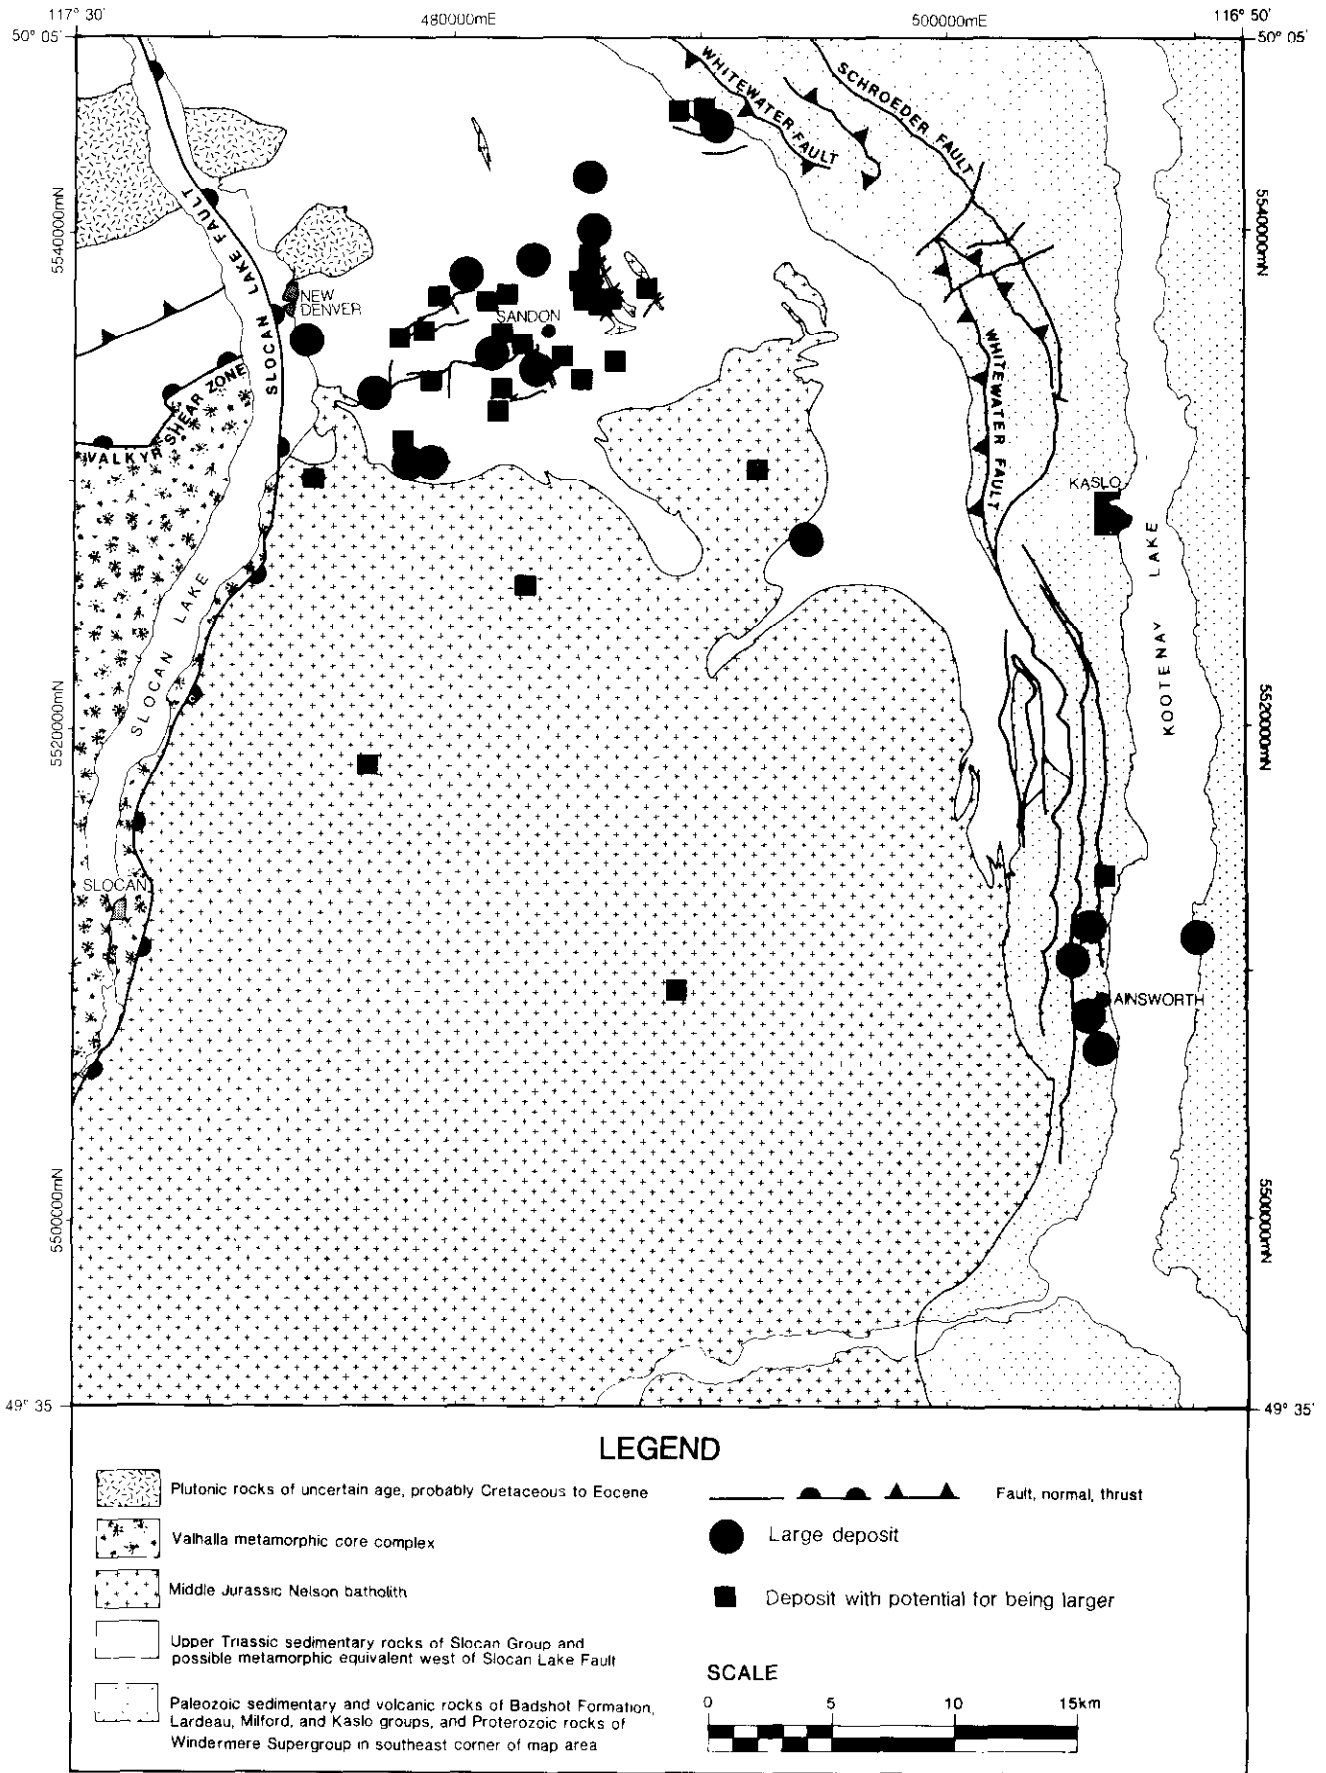 117° 30'
480000mE
500000mE
116° 50'
50° 05'
50° 05'
WHITEWATER FAULT
SCHROEDER FAULT
5540000mN
5540000mN
SLOCAN LAKE FAULT
NEW
DENVER
SANDON
VALKYR SHEAR ZONE
WHITEWATER FAULT
KASLO
KOOTENAY LAKE
SLOCAN LAKE
5520000mN
5520000mN
SLOCAN
AINSWORTH
5500000mN
5500000mN
49° 35
49° 35'
LEGEND
Plutonic rocks of uncertain age, probably Cretaceous to Eocene
Valhalla metamorphic core complex
Middle Jurassic Nelson batholith
Upper Triassic sedimentary rocks of Slocan Group and
possible metamorphic equivalent west of Slocan Lake Fault
Paleozoic sedimentary and volcanic rocks of Badshot Formation,
Lardeau, Milford, and Kaslo groups, and Proterozoic rocks of
Windermere Supergroup in southeast corner of map area
Fault, normal, thrust
Large deposit
Deposit with potential for being larger
SCALE
0 5 10 15km